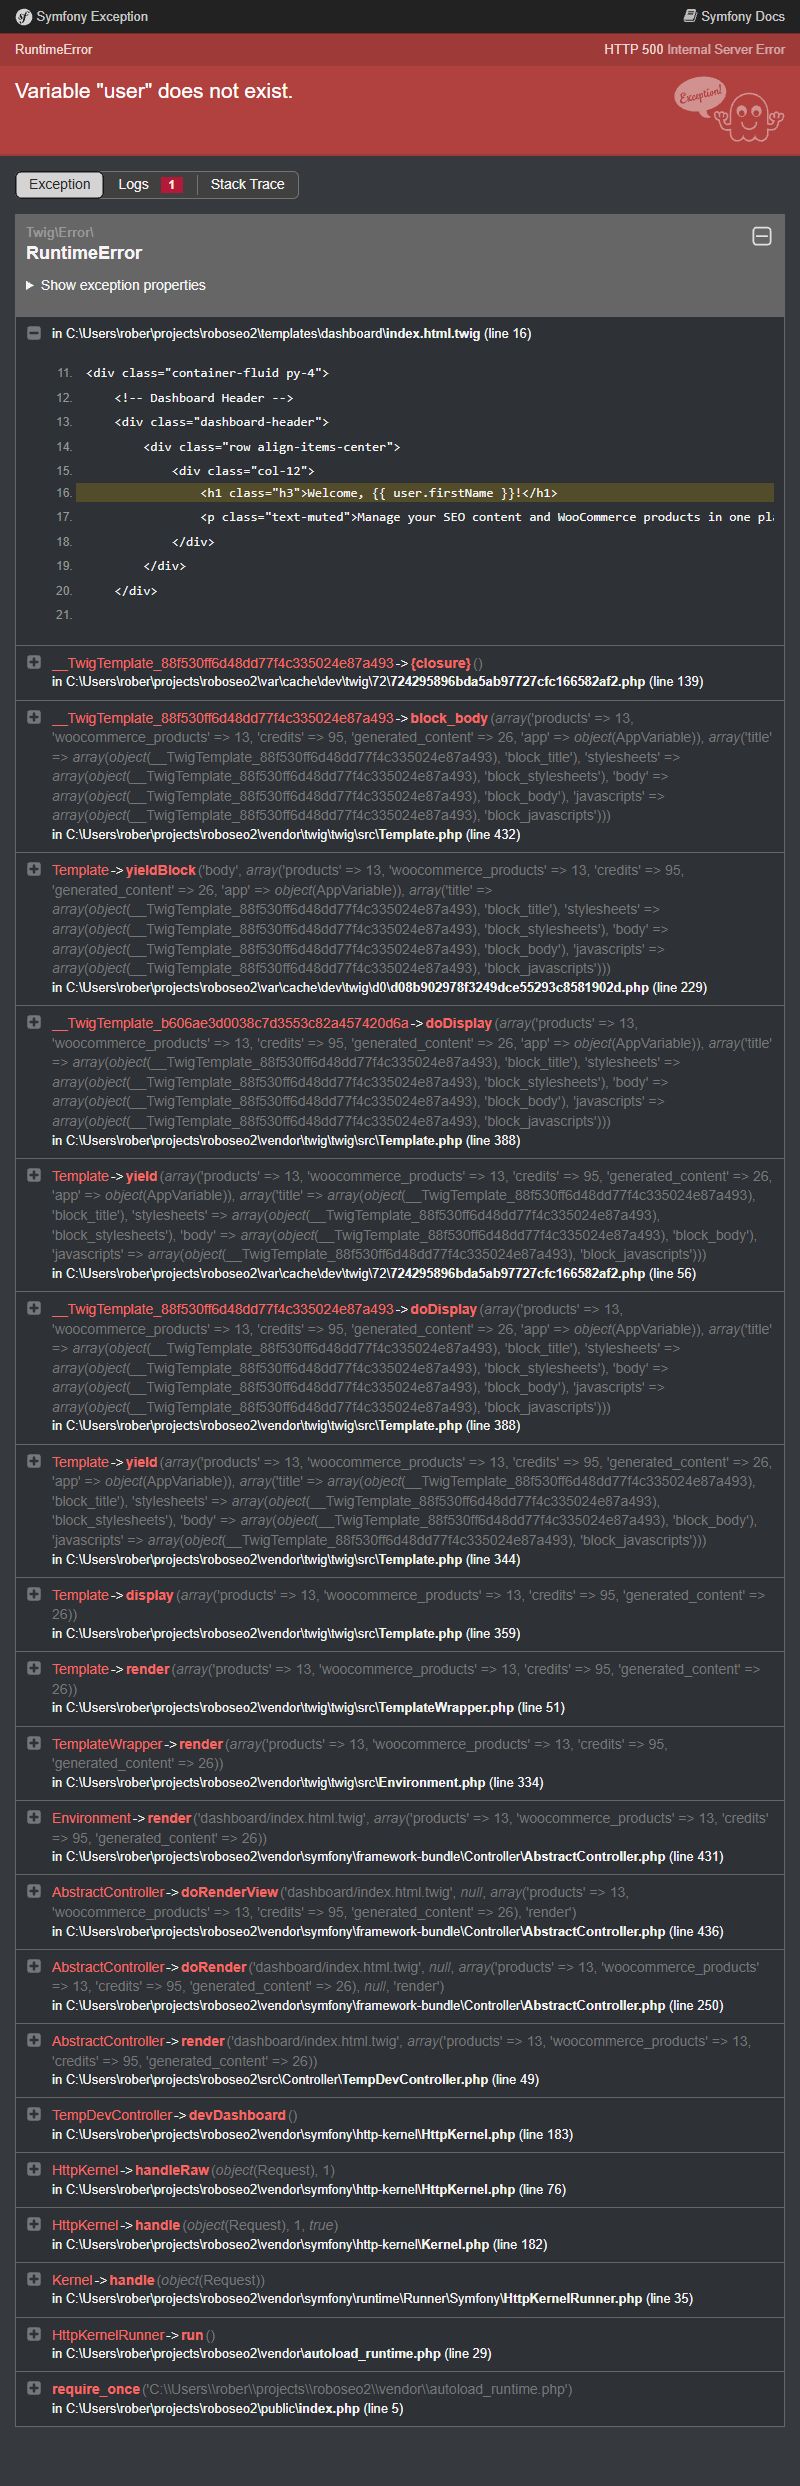 Symfony Exception
Symfony Docs
RuntimeError
HTTP 500 Internal Server Error
Variable "user" does not exist.
Exception!
Exception
Logs 1
Stack Trace
Twig\Error\
RuntimeError
Show exception properties
in C:\Users\rober\projects\roboseo2\templates\dashboard\index.html.twig (line 16)
11. <div class="container-fluid py-4">
12. <!-- Dashboard Header -->
13. <div class="dashboard-header">
14. <div class="row align-items-center">
15. <div class="col-12">
16. <h1 class="h3">Welcome, {{ user.firstName }}!</h1>
17. <p class="text-muted">Manage your SEO content and WooCommerce products in one pla
18. </div>
19. </div>
20. </div>
21.
__TwigTemplate_88f530ff6d48dd77f4c335024e87a493->{closure}()
in C:\Users\rober\projects\roboseo2\var\cache\dev\twig\72\724295896bda5ab97727cfc166582af2.php (line 139)
__TwigTemplate_88f530ff6d48dd77f4c335024e87a493->block_body(array('products' => 13,
'woocommerce_products' => 13, 'credits' => 95, 'generated_content' => 26, 'app' => object(AppVariable)), array('title'
=> array(object(__TwigTemplate_88f530ff6d48dd77f4c335024e87a493), 'block_title'), 'stylesheets' =>
array(object(__TwigTemplate_88f530ff6d48dd77f4c335024e87a493), 'block_stylesheets'), 'body' =>
array(object(__TwigTemplate_88f530ff6d48dd77f4c335024e87a493), 'block_body'), 'javascripts' =>
array(object(__TwigTemplate_88f530ff6d48dd77f4c335024e87a493), 'block_javascripts')))
in C:\Users\rober\projects\roboseo2\vendor\twig\twig\src\Template.php (line 432)
Template->yieldBlock('body', array('products' => 13, 'woocommerce_products' => 13, 'credits' => 95,
'generated_content' => 26, 'app' => object(AppVariable)), array('title' =>
array(object(__TwigTemplate_88f530ff6d48dd77f4c335024e87a493), 'block_title'), 'stylesheets' =>
array(object(__TwigTemplate_88f530ff6d48dd77f4c335024e87a493), 'block_stylesheets'), 'body' =>
array(object(__TwigTemplate_88f530ff6d48dd77f4c335024e87a493), 'block_body'), 'javascripts' =>
array(object(__TwigTemplate_88f530ff6d48dd77f4c335024e87a493), 'block_javascripts')))
in C:\Users\rober\projects\roboseo2\var\cache\dev\twig\d0\d08b902978f3249dce55293c8581902d.php (line 229)
__TwigTemplate_b606ae3d0038c7d3553c82a457420d6a->doDisplay(array('products' => 13,
'woocommerce_products' => 13, 'credits' => 95, 'generated_content' => 26, 'app' => object(AppVariable)), array('title'
=> array(object(__TwigTemplate_88f530ff6d48dd77f4c335024e87a493), 'block_title'), 'stylesheets' =>
array(object(__TwigTemplate_88f530ff6d48dd77f4c335024e87a493), 'block_stylesheets'), 'body' =>
array(object(__TwigTemplate_88f530ff6d48dd77f4c335024e87a493), 'block_body'), 'javascripts' =>
array(object(__TwigTemplate_88f530ff6d48dd77f4c335024e87a493), 'block_javascripts')))
in C:\Users\rober\projects\roboseo2\vendor\twig\twig\src\Template.php (line 388)
Template->yield(array('products' => 13, 'woocommerce_products' => 13, 'credits' => 95, 'generated_content' => 26,
'app' => object(AppVariable)), array('title' => array(object(__TwigTemplate_88f530ff6d48dd77f4c335024e87a493),
'block_title'), 'stylesheets' => array(object(__TwigTemplate_88f530ff6d48dd77f4c335024e87a493),
'block_stylesheets'), 'body' => array(object(__TwigTemplate_88f530ff6d48dd77f4c335024e87a493), 'block_body'),
'javascripts' => array(object(__TwigTemplate_88f530ff6d48dd77f4c335024e87a493), 'block_javascripts')))
in C:\Users\rober\projects\roboseo2\var\cache\dev\twig\72\724295896bda5ab97727cfc166582af2.php (line 56)
__TwigTemplate_88f530ff6d48dd77f4c335024e87a493->doDisplay(array('products' => 13,
'woocommerce_products' => 13, 'credits' => 95, 'generated_content' => 26, 'app' => object(AppVariable)), array('title'
=> array(object(__TwigTemplate_88f530ff6d48dd77f4c335024e87a493), 'block_title'), 'stylesheets' =>
array(object(__TwigTemplate_88f530ff6d48dd77f4c335024e87a493), 'block_stylesheets'), 'body' =>
array(object(__TwigTemplate_88f530ff6d48dd77f4c335024e87a493), 'block_body'), 'javascripts' =>
array(object(__TwigTemplate_88f530ff6d48dd77f4c335024e87a493), 'block_javascripts')))
in C:\Users\rober\projects\roboseo2\vendor\twig\twig\src\Template.php (line 388)
Template->yield(array('products' => 13, 'woocommerce_products' => 13, 'credits' => 95, 'generated_content' => 26,
'app' => object(AppVariable)), array('title' => array(object(__TwigTemplate_88f530ff6d48dd77f4c335024e87a493),
'block_title'), 'stylesheets' => array(object(__TwigTemplate_88f530ff6d48dd77f4c335024e87a493),
'block_stylesheets'), 'body' => array(object(__TwigTemplate_88f530ff6d48dd77f4c335024e87a493), 'block_body'),
'javascripts' => array(object(__TwigTemplate_88f530ff6d48dd77f4c335024e87a493), 'block_javascripts')))
in C:\Users\rober\projects\roboseo2\vendor\twig\twig\src\Template.php (line 344)
Template->display(array('products' => 13, 'woocommerce_products' => 13, 'credits' => 95, 'generated_content' =>
26))
in C:\Users\rober\projects\roboseo2\vendor\twig\twig\src\Template.php (line 359)
Template->render(array('products' => 13, 'woocommerce_products' => 13, 'credits' => 95, 'generated_content' =>
26))
in C:\Users\rober\projects\roboseo2\vendor\twig\twig\src\TemplateWrapper.php (line 51)
TemplateWrapper->render(array('products' => 13, 'woocommerce_products' => 13, 'credits' => 95,
'generated_content' => 26))
in C:\Users\rober\projects\roboseo2\vendor\twig\twig\src\Environment.php (line 334)
Environment->render('dashboard/index.html.twig', array('products' => 13, 'woocommerce_products' => 13, 'credits'
=> 95, 'generated_content' => 26))
in C:\Users\rober\projects\roboseo2\vendor\symfony\framework-bundle\Controller\AbstractController.php (line 431)
AbstractController->doRenderView('dashboard/index.html.twig', null, array('products' => 13,
'woocommerce_products' => 13, 'credits' => 95, 'generated_content' => 26), 'render')
in C:\Users\rober\projects\roboseo2\vendor\symfony\framework-bundle\Controller\AbstractController.php (line 436)
AbstractController->doRender('dashboard/index.html.twig', null, array('products' => 13, 'woocommerce_products'
=> 13, 'credits' => 95, 'generated_content' => 26), null, 'render')
in C:\Users\rober\projects\roboseo2\vendor\symfony\framework-bundle\Controller\AbstractController.php (line 250)
AbstractController->render('dashboard/index.html.twig', array('products' => 13, 'woocommerce_products' => 13,
'credits' => 95, 'generated_content' => 26))
in C:\Users\rober\projects\roboseo2\src\Controller\TempDevController.php (line 49)
TempDevController->devDashboard()
in C:\Users\rober\projects\roboseo2\vendor\symfony\http-kernel\HttpKernel.php (line 183)
HttpKernel->handleRaw(object(Request), 1)
in C:\Users\rober\projects\roboseo2\vendor\symfony\http-kernel\HttpKernel.php (line 76)
HttpKernel->handle(object(Request), 1, true)
in C:\Users\rober\projects\roboseo2\vendor\symfony\http-kernel\Kernel.php (line 182)
Kernel->handle(object(Request))
in C:\Users\rober\projects\roboseo2\vendor\symfony\runtime\Runner\Symfony\HttpKernelRunner.php (line 35)
HttpKernelRunner->run()
in C:\Users\rober\projects\roboseo2\vendor\autoload_runtime.php (line 29)
require_once('C:\\Users\\rober\\projects\\roboseo2\\vendor\\autoload_runtime.php')
in C:\Users\rober\projects\roboseo2\public\index.php (line 5)